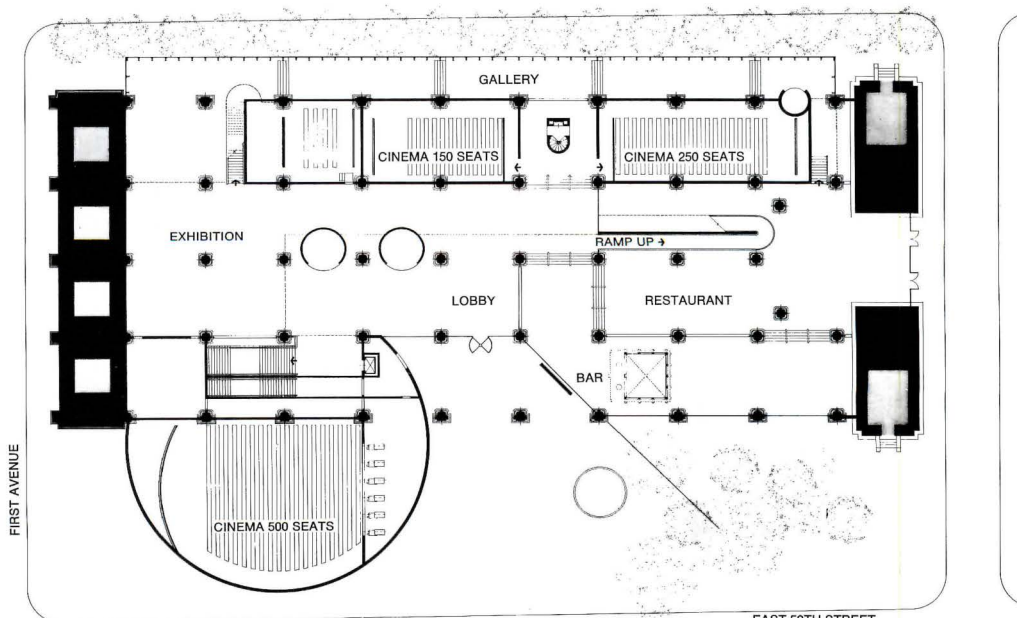 GALLERY
CINEMA 150 SEATS
CINEMA 250 SEATS
EXHIBITION
RAMP UP
LOBBY
RESTAURANT
BAR
FIRST AVENUE
CINEMA 500 SEATS